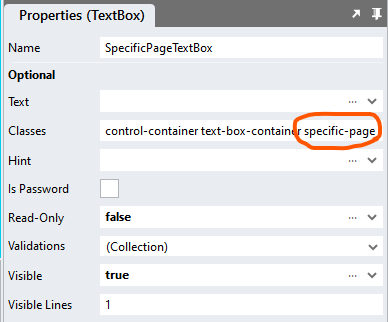 Properties (TextBox)
Name SpecificPageTextBox
Optional
Text ...
Classes control-container text-box-container specific-page
Hint ...
Is Password
Read-Only false ...
Validations (Collection)
Visible true ...
Visible Lines 1